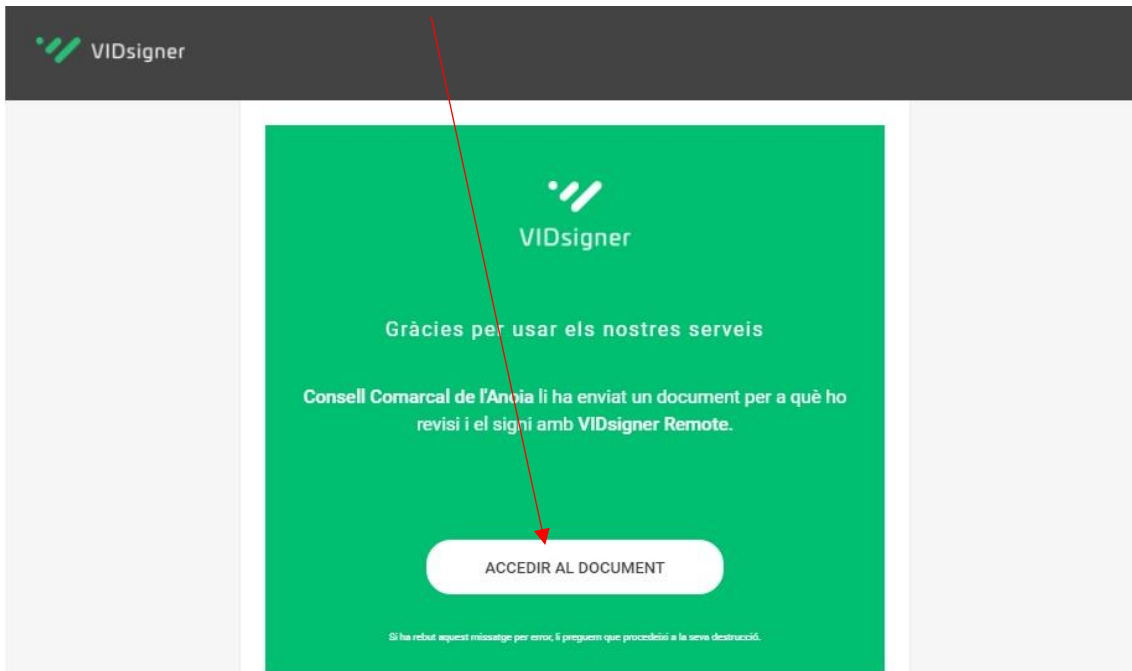 VIDsigner
VIDsigner
Gràcies per usar els nostres serveis
Consell Comarcal de l'Anoia li ha enviat un document per a què ho
revisi i el signi amb VIDsigner Remote.
ACCEDIR AL DOCUMENT
Si ha rebut aquest missatge per error, li preguem que procedeixi a la seva destrucció.